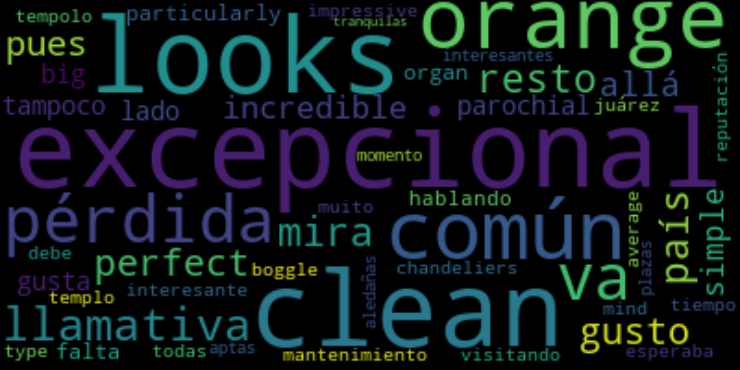 tempolo particularly impressive orange
tranquilas
pues looks interesantes
big organ resto allá
tampoco lado incredible parochial juárez reputación
excepcional
momento
pérdida muito hablando común average país simple
mira
debe perfect boggle aledañas chandeliers va plazas
gusta templo interesante clean mind tiempo
llamativa gusto
type falta todas aptas mantenimiento visitando esperaba